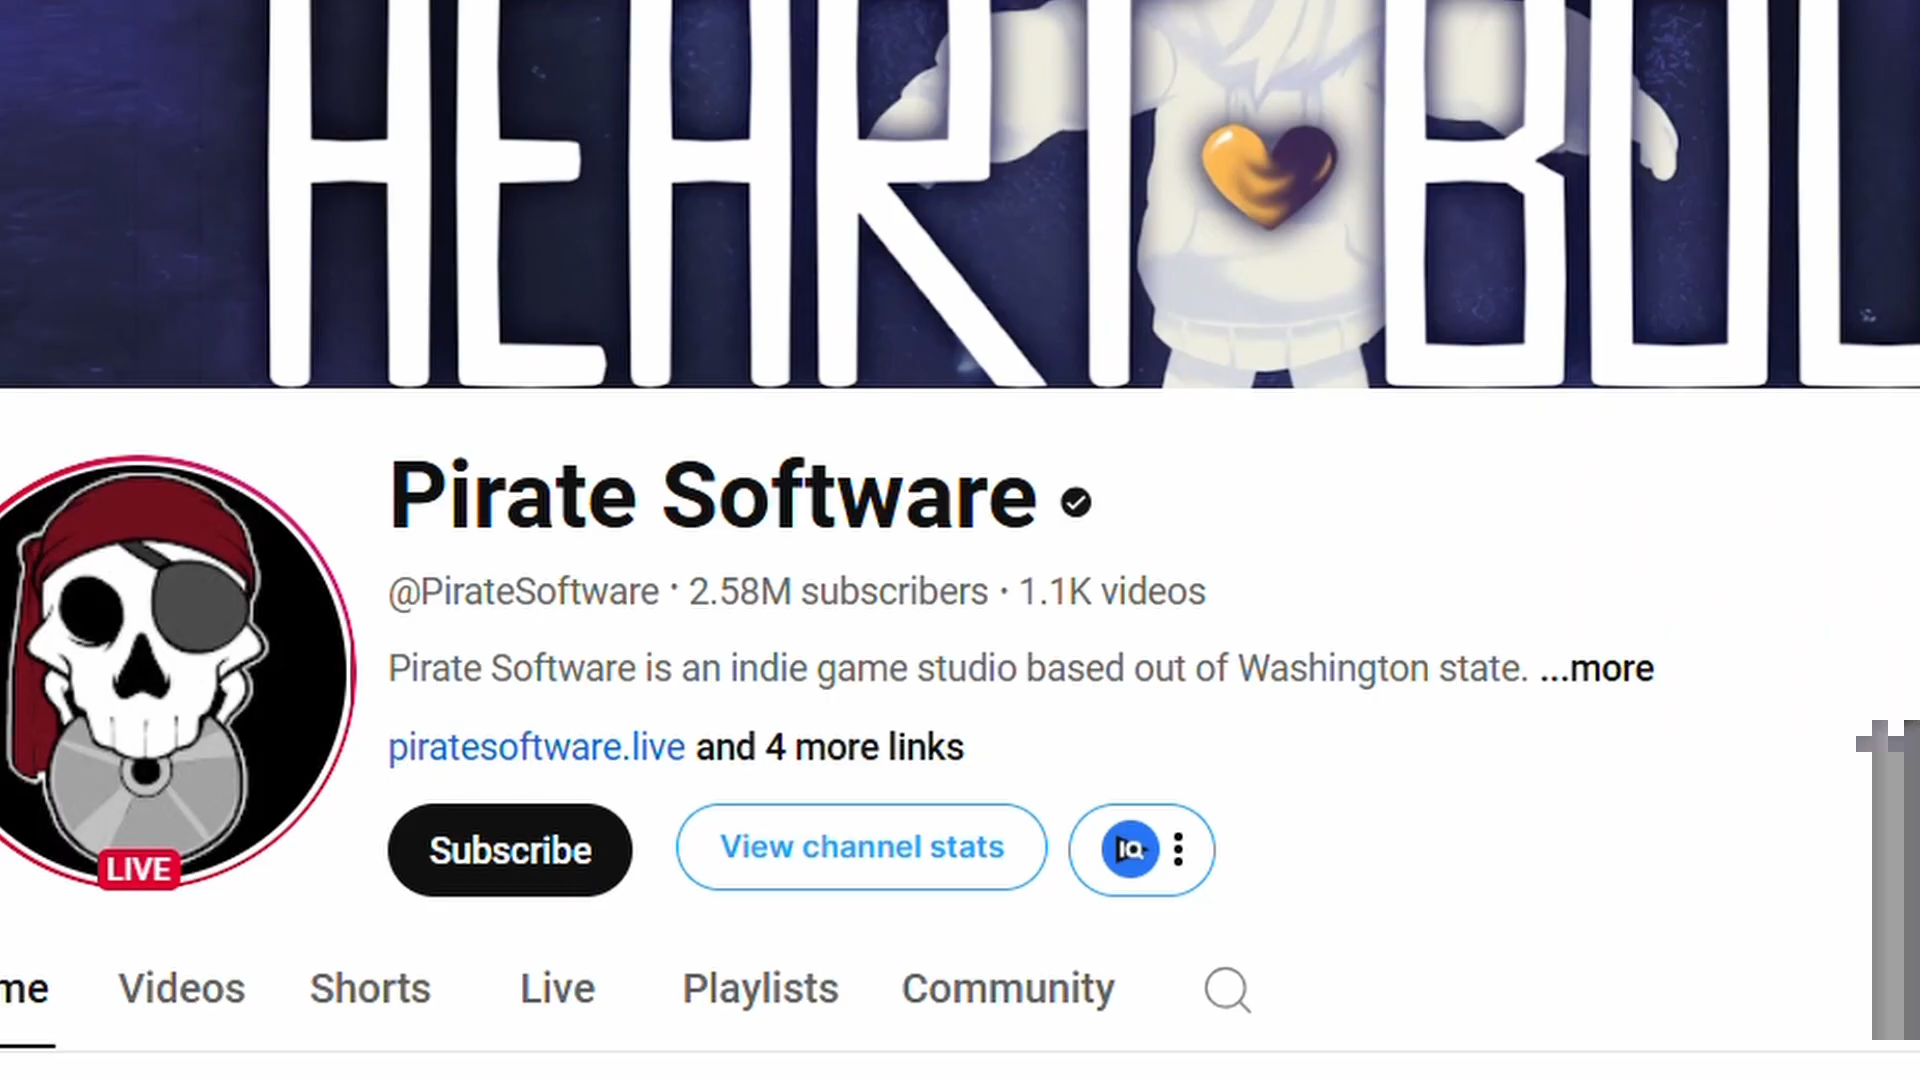 HEARTBO
Pirate Software
@PirateSoftware • 2.58M subscribers • 1.1K videos
Pirate Software is an indie game studio based out of Washington state. ...more
piratesoftware.live and 4 more links
Subscribe
View channel stats
IQ
LIVE
me
Videos
Shorts
Live
Playlists
Community